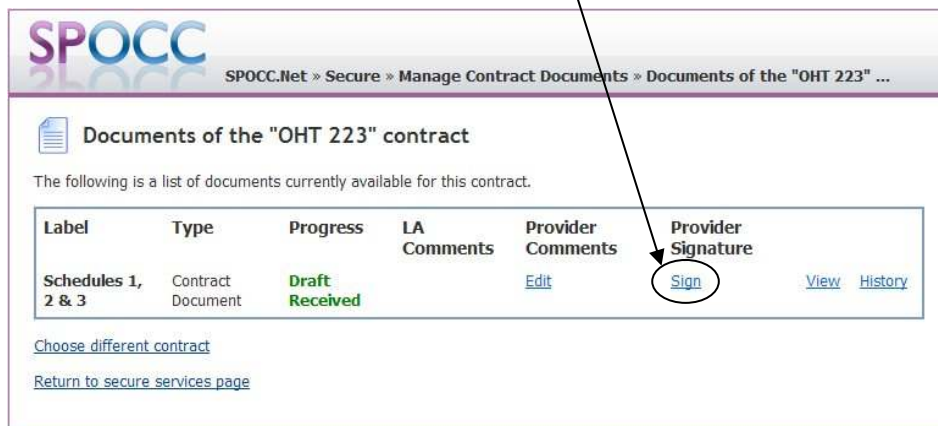 SPOCC
SPOCC.Net » Secure » Manage Contract Documents » Documents of the "OHT 223" ...
Documents of the "OHT 223" contract
The following is a list of documents currently available for this contract.
Label Type Progress LA Comments Provider Comments Provider Signature
Schedules 1, 2 & 3 Contract Document Draft Received Edit Sign View History
Choose different contract
Return to secure services page